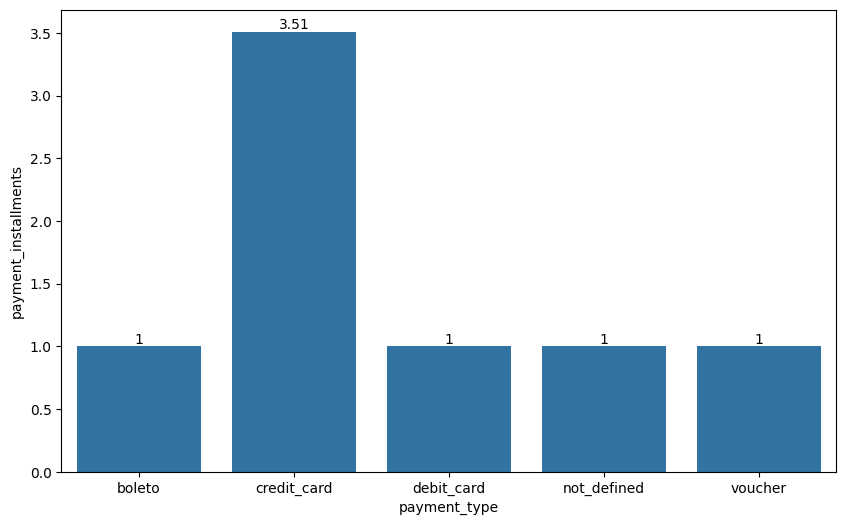 payment_installments
3.5
3.0
2.5
2.0
1.5
1.0
0.5
0.0
1
3.51
1
1
1
boleto
credit_card
debit_card
not_defined
voucher
payment_type